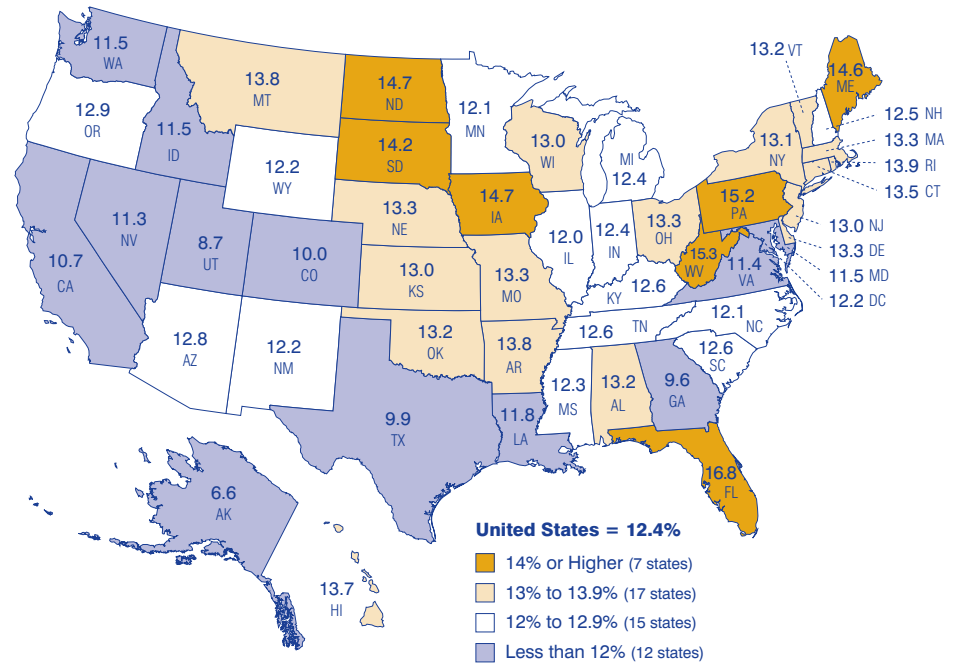 11.5
WA
12.9
OR
11.5
ID
13.8
MT
12.2
WY
14.7
ND
14.2
SD
12.1
MN
13.0
WI
MI
12.4
13.3
NE
14.7
IA
12.0
IL
12.4
IN
13.3
OH
13.1
NY
15.2
PA
13.2 VT
14.6
ME
12.5 NH
13.3 MA
13.9 RI
13.5 CT
13.0 NJ
13.3 DE
11.5 MD
12.2 DC
10.7
CA
11.3
NV
8.7
UT
10.0
CO
13.0
KS
13.3
MO
KY 12.6
15.3
WV
11.4
VA
12.8
AZ
12.2
NM
13.2
OK
13.8
AR
12.6 TN
12.1 NC
12.6
SC
9.9
TX
11.8
LA
12.3
MS
13.2
AL
9.6
GA
16.8
FL
6.6
AK
13.7
HI
United States = 12.4%
14% or Higher (7 states)
13% to 13.9% (17 states)
12% to 12.9% (15 states)
Less than 12% (12 states)